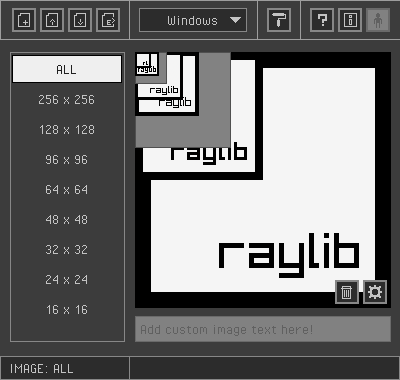 Windows
?
ALL
256 x 256
128 x 128
96 x 96
64 x 64
48 x 48
32 x 32
24 x 24
16 x 16
raylib
raylib
raylib
raylib
raylib
Add custom image text here!
IMAGE: ALL